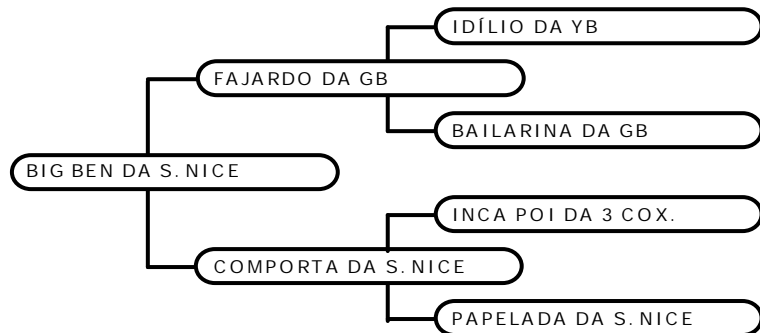 IDÍLIO DA YB
FAJARDO DA GB
BAILARINA DA GB
BIG BEN DA S. NICE
INCA POI DA 3 COX.
COMPORTA DA S. NICE
PAPELADA DA S. NICE